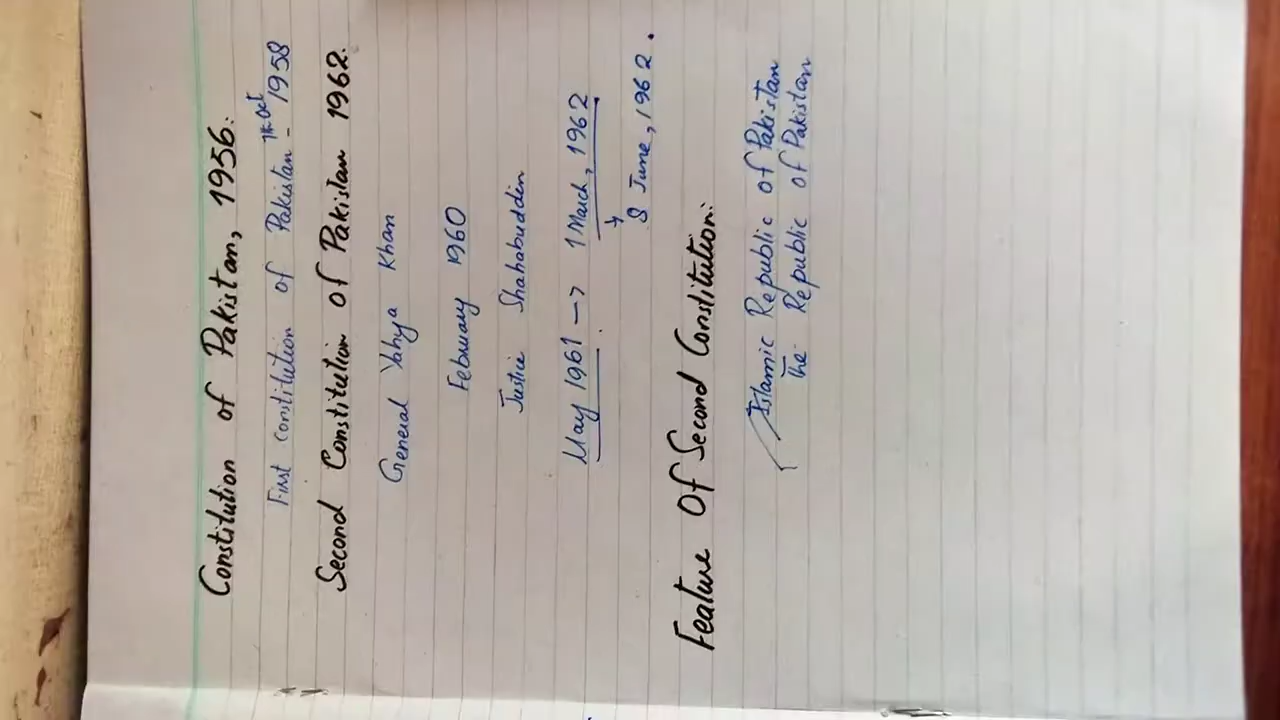 Constitution of Pakistan, 1956:
First Constitution of Pakistan - 7th Oct 1958
Second Constitution of Pakistan 1962.
General Yahya Khan
February 1960
Justice Shahabuddin
May 1961 -> 1 March, 1962
8 June, 1962.
Feature Of Second Constitution:
Islamic Republic of Pakistan
The Republic of Pakistan